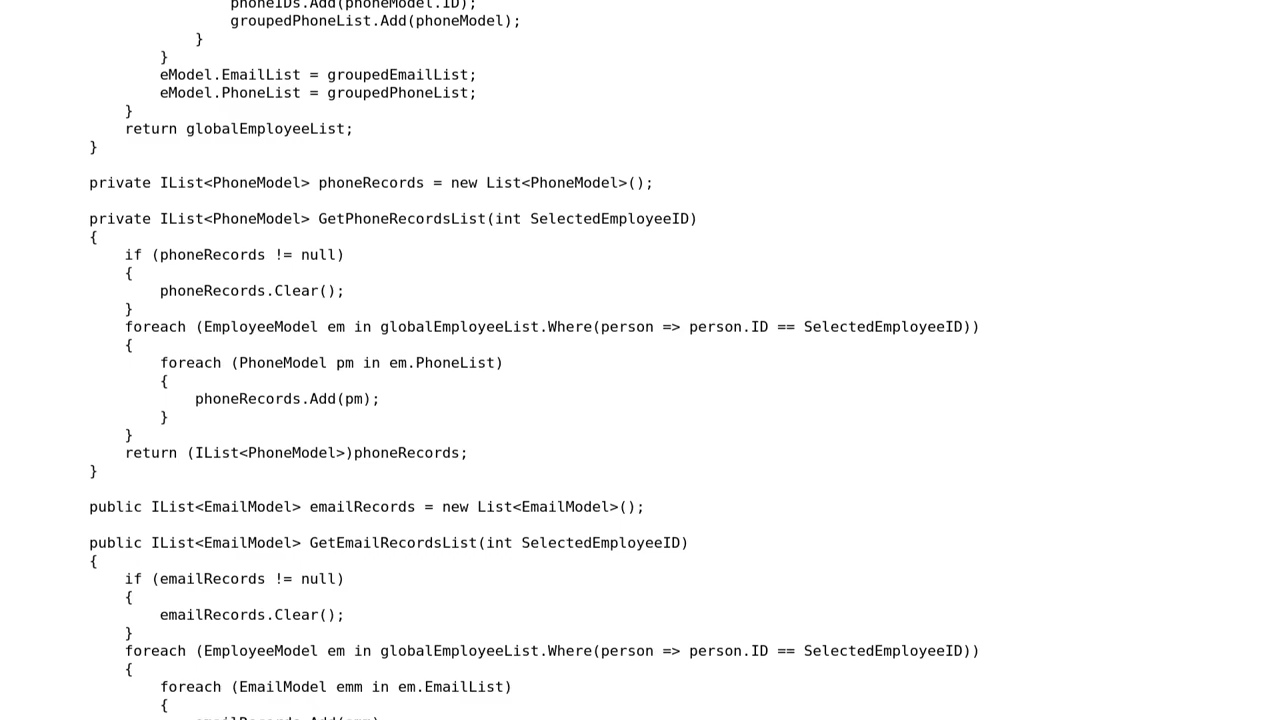 phoneIDs.Add(phoneModel.ID);
groupedPhoneList.Add(phoneModel);
}
}
eModel.EmailList = groupedEmailList;
eModel.PhoneList = groupedPhoneList;
}
return globalEmployeeList;
}
private IList<PhoneModel> phoneRecords = new List<PhoneModel>();
private IList<PhoneModel> GetPhoneRecordsList(int SelectedEmployeeID)
{
if (phoneRecords != null)
{
phoneRecords.Clear();
}
foreach (EmployeeModel em in globalEmployeeList.Where(person => person.ID == SelectedEmployeeID))
{
foreach (PhoneModel pm in em.PhoneList)
{
phoneRecords.Add(pm);
}
}
return (IList<PhoneModel>)phoneRecords;
}
public IList<EmailModel> emailRecords = new List<EmailModel>();
public IList<EmailModel> GetEmailRecordsList(int SelectedEmployeeID)
{
if (emailRecords != null)
{
emailRecords.Clear();
}
foreach (EmployeeModel em in globalEmployeeList.Where(person => person.ID == SelectedEmployeeID))
{
foreach (EmailModel emm in em.EmailList)
{